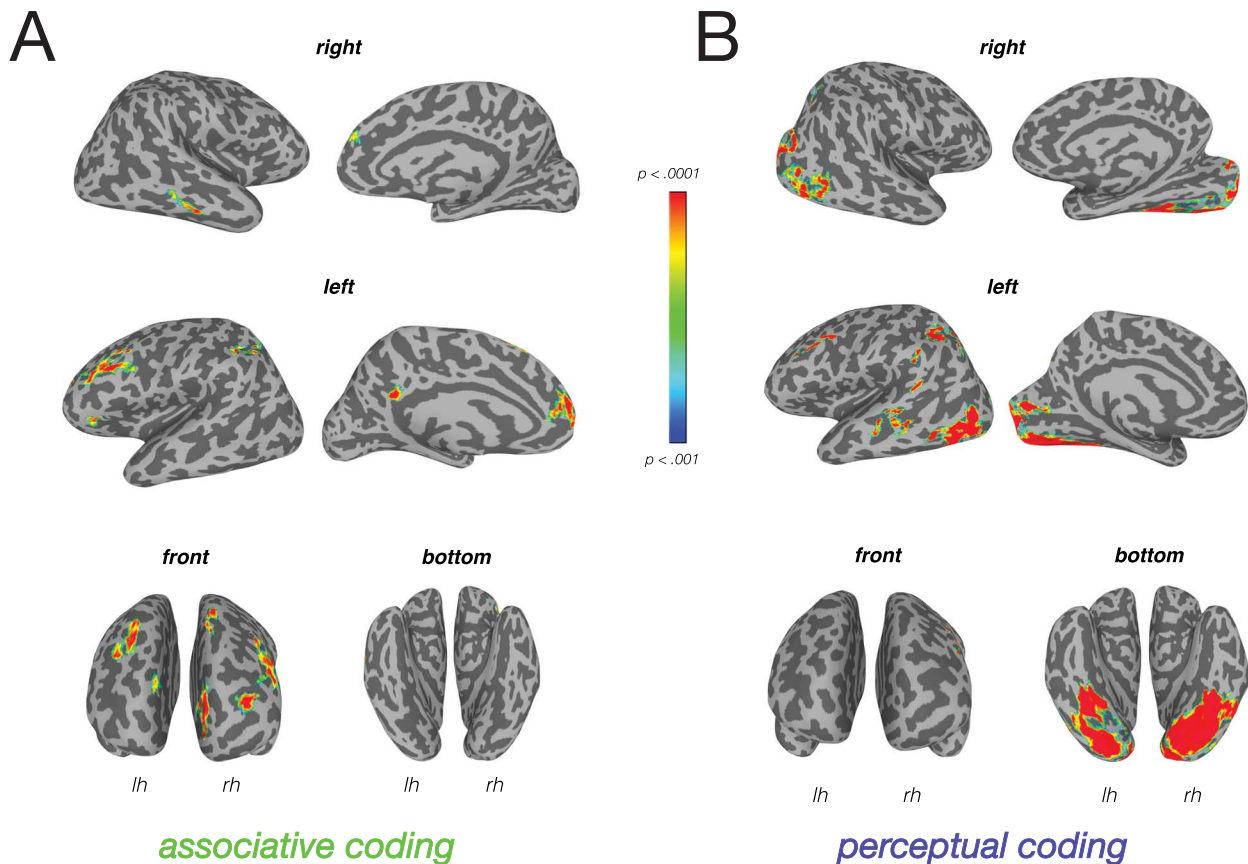 A
right
left
front
bottom
lh
rh
lh
rh
associative coding
p < .0001
p < .001
B
right
left
front
bottom
lh
rh
lh
rh
perceptual coding